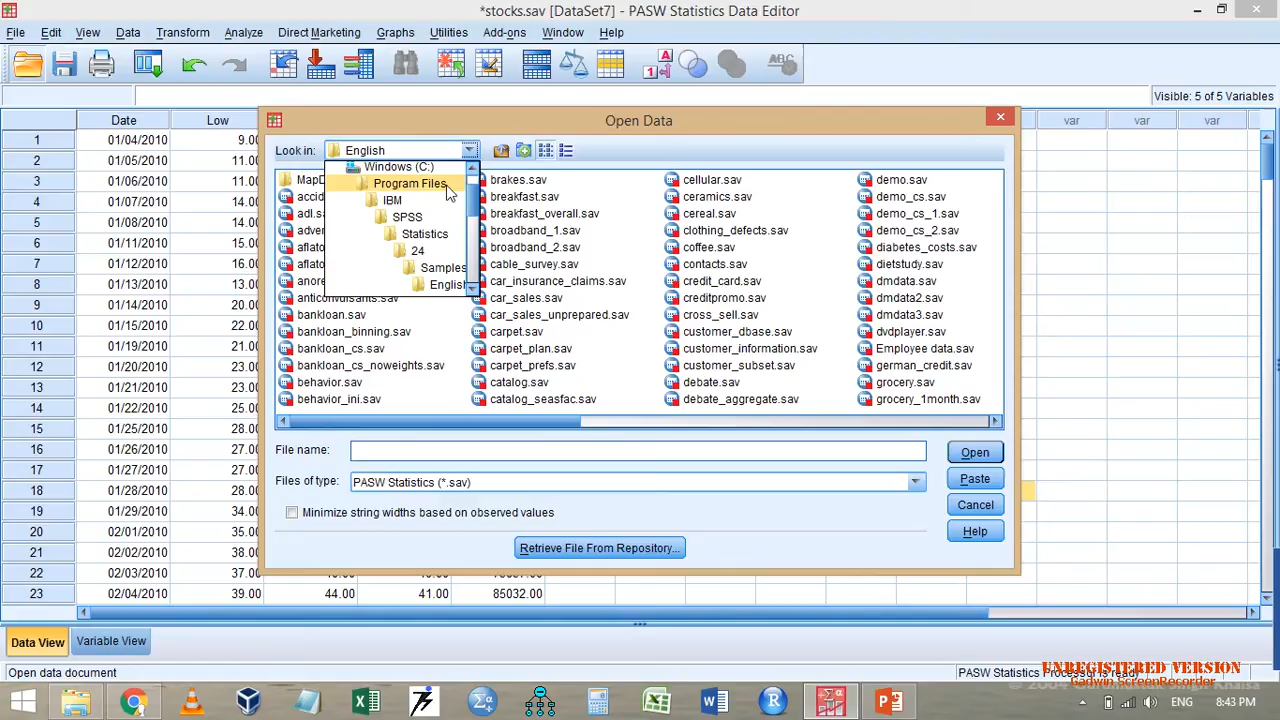 *stocks.sav [DataSet7] - PASW Statistics Data Editor
File Edit View Data Transform Analyze Direct Marketing Graphs Utilities Add-ons Window Help
Visible: 5 of 5 Variables
Date Low var var var
1 01/04/2010 9.00
2 01/05/2010 11.00
3 01/06/2010 11.00
4 01/07/2010 12.00
5 01/08/2010 14.00
6 01/11/2010 15.00
7 01/12/2010 16.00
8 01/13/2010 17.00
9 01/14/2010 20.00
10 01/15/2010 22.00
11 01/19/2010 21.00
12 01/20/2010 23.00
13 01/21/2010 23.00
14 01/22/2010 25.00
15 01/25/2010 28.00
16 01/26/2010 29.00
17 01/27/2010 27.00
18 01/28/2010 28.00
19 01/29/2010 34.00
20 02/01/2010 35.00
21 02/02/2010 38.00
22 02/03/2010 37.00
23 02/04/2010 39.00 44.00 41.00 85032.00
Open Data
Look in: English
Windows (C:)
Program Files
IBM
SPSS
Statistics
24
Samples
English
anticonvulsants.sav
bankloan.sav
bankloan_binning.sav
bankloan_cs.sav
bankloan_cs_noweights.sav
behavior.sav
behavior_ini.sav
brakes.sav
breakfast.sav
breakfast_overall.sav
broadband_1.sav
broadband_2.sav
cable_survey.sav
car_insurance_claims.sav
car_sales.sav
car_sales_unprepared.sav
carpet.sav
carpet_plan.sav
carpet_prefs.sav
catalog.sav
catalog_seasfac.sav
cellular.sav
ceramics.sav
cereal.sav
clothing_defects.sav
coffee.sav
contacts.sav
credit_card.sav
creditpromo.sav
cross_sell.sav
customer_dbase.sav
customer_information.sav
customer_subset.sav
debate.sav
debate_aggregate.sav
demo.sav
demo_cs.sav
demo_cs_1.sav
demo_cs_2.sav
diabetes_costs.sav
dietstudy.sav
dmdata.sav
dmdata2.sav
dmdata3.sav
dvdplayer.sav
Employee data.sav
german_credit.sav
grocery.sav
grocery_1month.sav
File name:
Files of type: PASW Statistics (*.sav)
Minimize string widths based on observed values
Retrieve File From Repository...
Open
Paste
Cancel
Help
Data View Variable View
Open data document
PASW Statistics Processor is ready
UNREGISTERED VERSION
Gadwin ScreenRecorder
ENG 8:43 PM